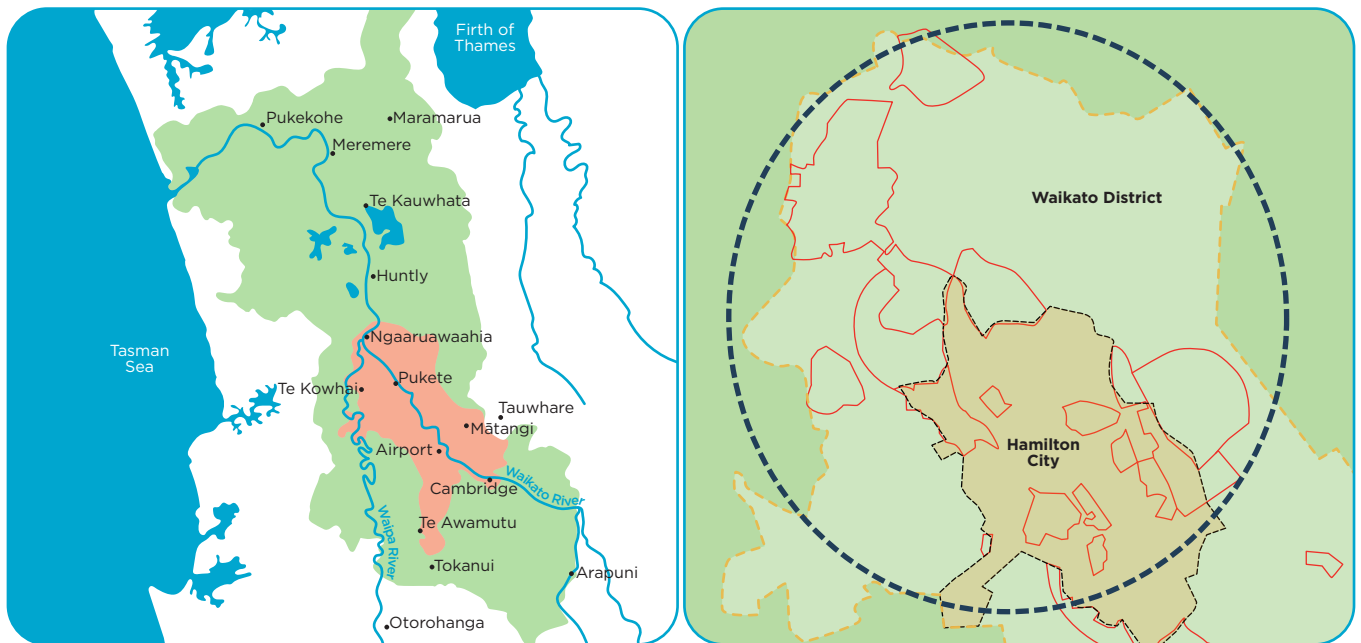 Firth of
Thames
Pukekohe
Maramarua
Meremere
Te Kauwhata
Huntly
Ngaaruawaahia
Tasman
Sea
Te Kowhai
Pukete
Tauwhare
Mātangi
Airport
Cambridge
Waikato River
Waipa River
Te Awamutu
Tokanui
Arapuni
Otorohanga
Waikato District
Hamilton
City